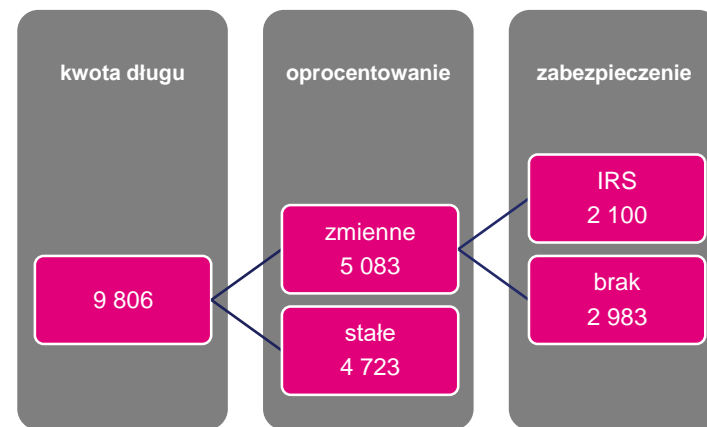 kwota długu
oprocentowanie
zabezpieczenie
9 806
zmienne
5 083
stałe
4 723
IRS
2 100
brak
2 983